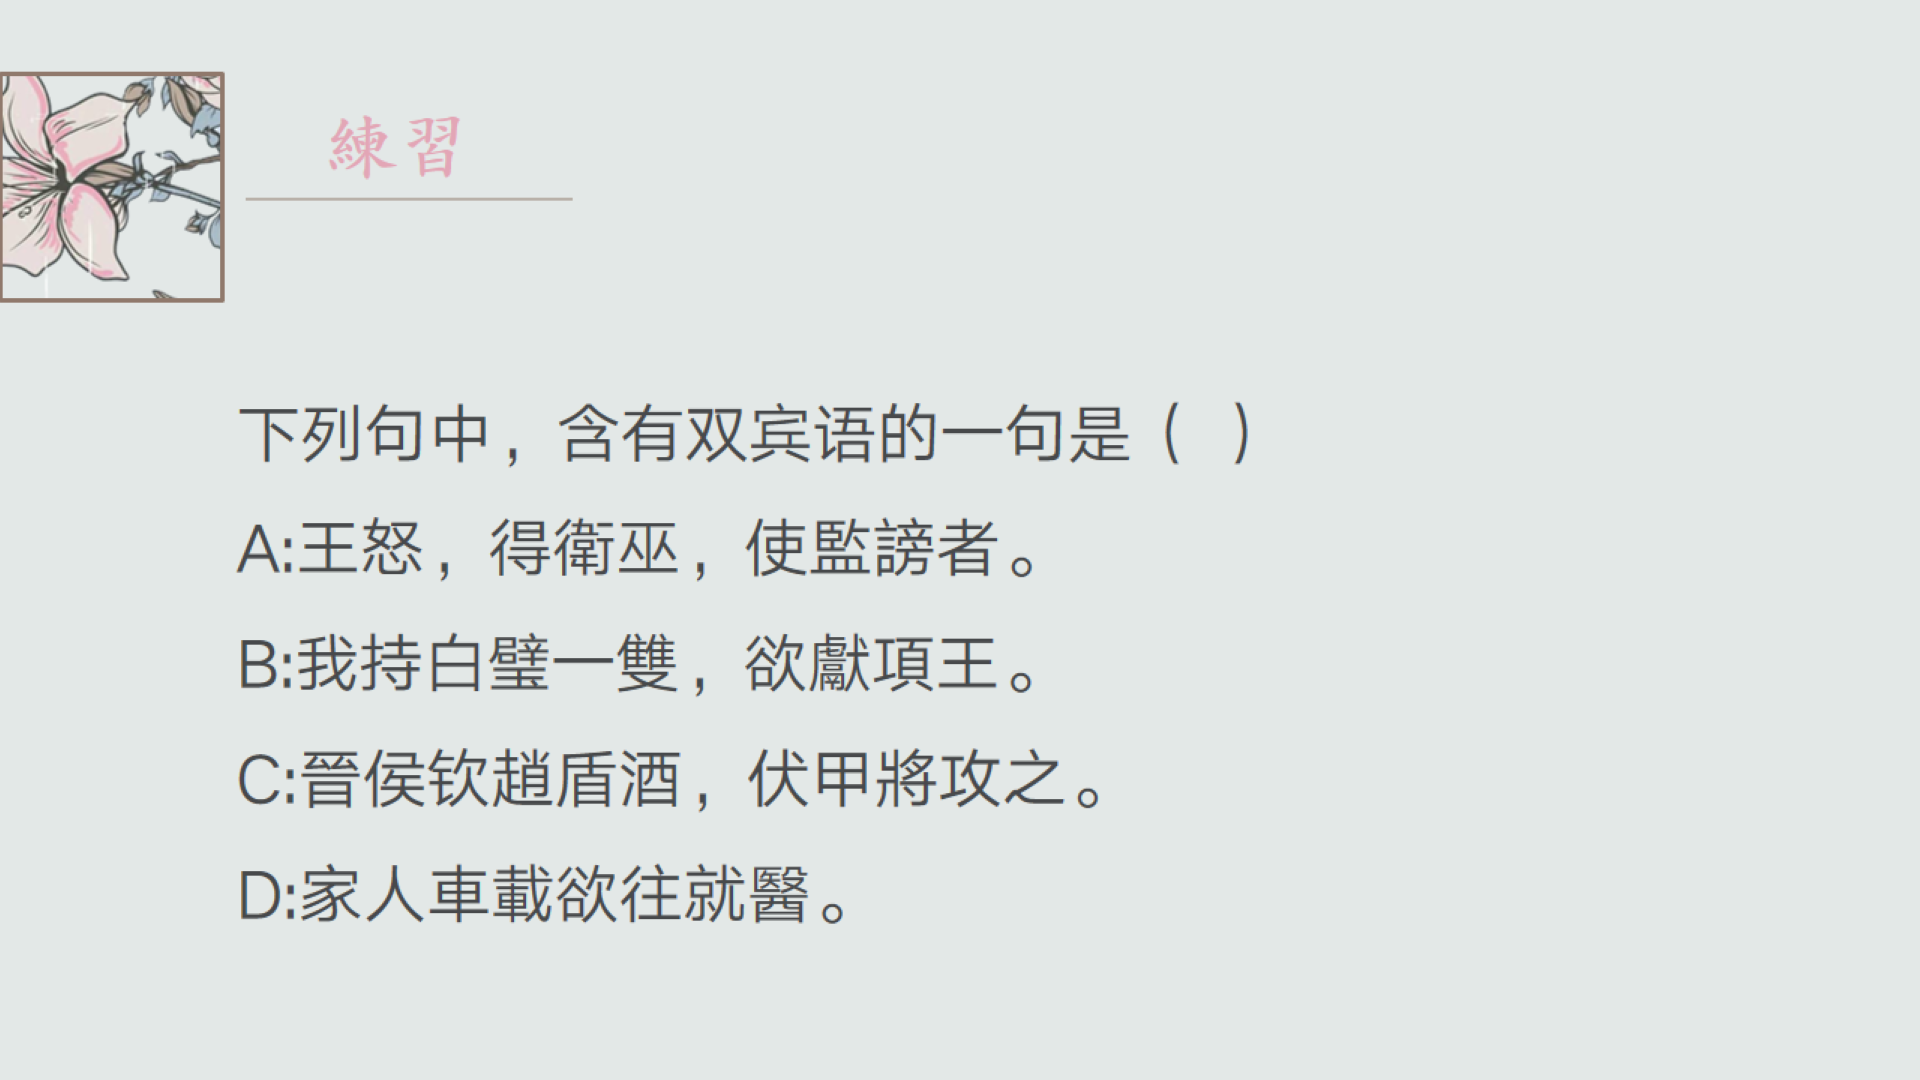 練習
下列句中，含有双宾语的一句是（ ）
A:王怒，得衛巫，使監謗者。
B:我持白璧一雙，欲獻項王。
C:晉侯钦趙盾酒，伏甲將攻之。
D:家人車載欲往就醫。